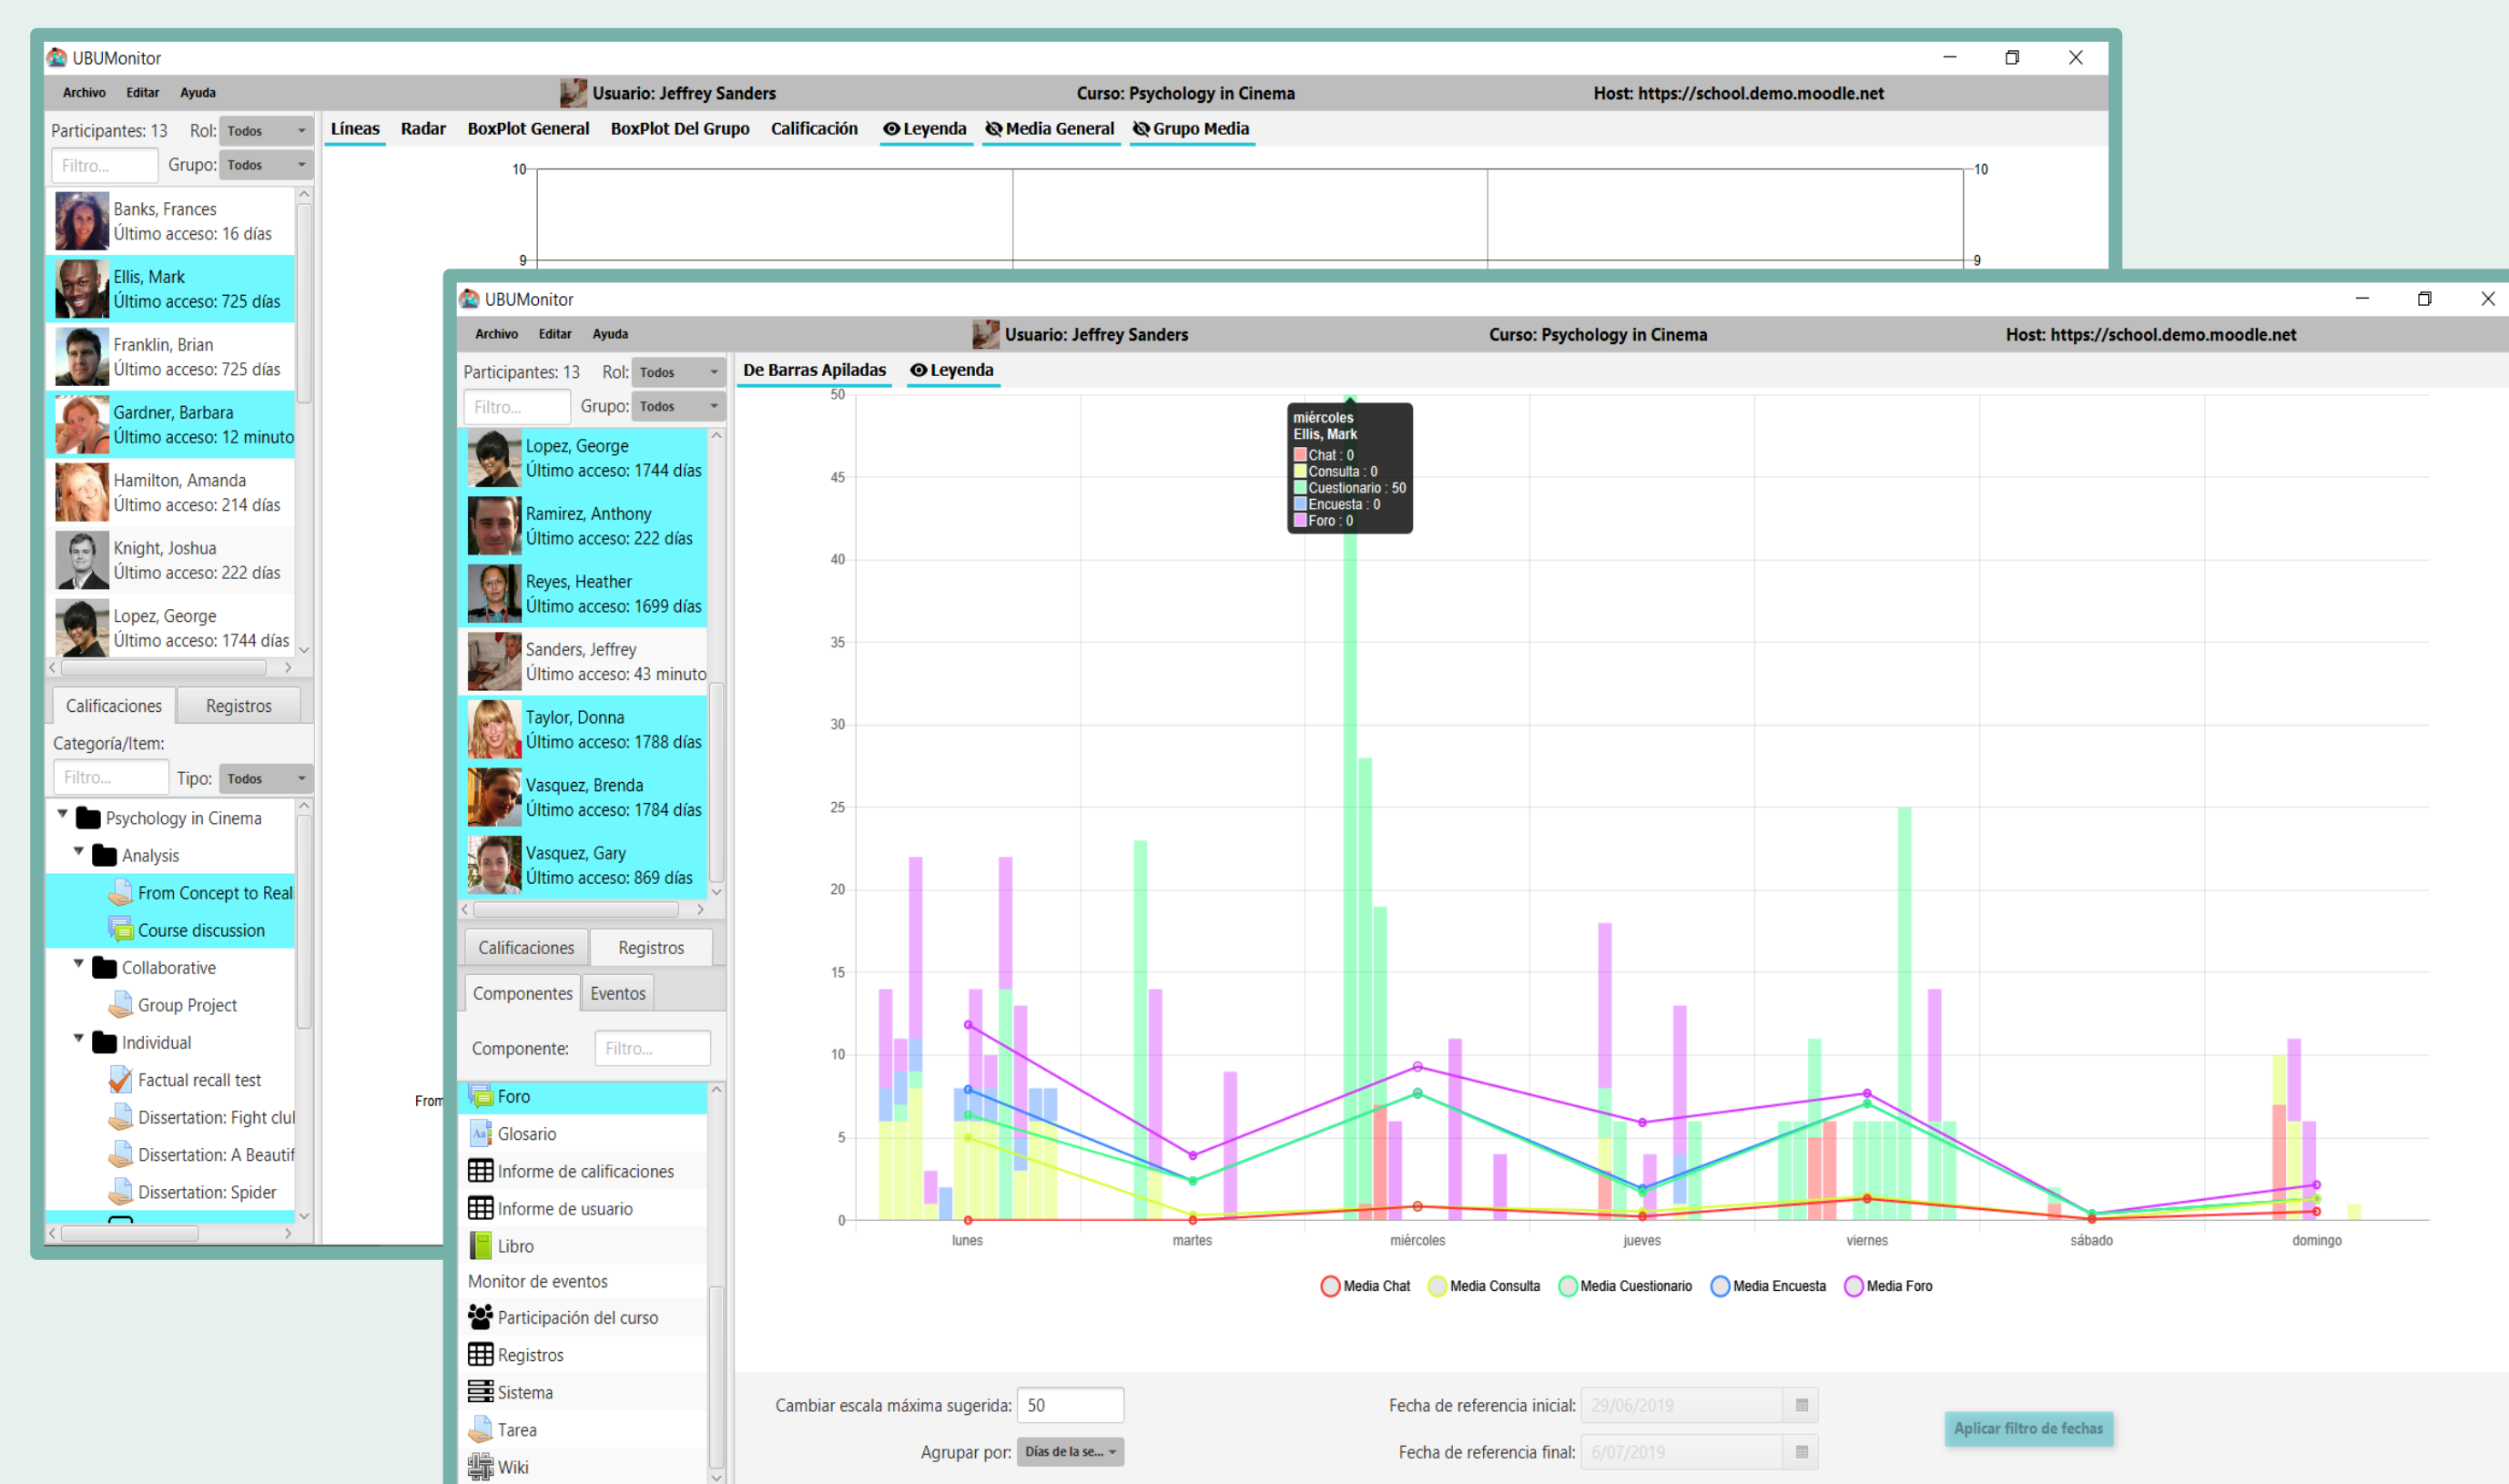 UBUMonitor
Archivo Editar Ayuda Usuario: Jeffrey Sanders Curso: Psychology in Cinema Host: https://school.demo.moodle.net
Participantes: 13 Rol: Todos
Filtro... Grupo: Todos
Líneas Radar BoxPlot General BoxPlot Del Grupo Calificación Leyenda Media General Grupo Media
10 10
9 9
Banks, Frances
Último acceso: 16 días
Ellis, Mark
Último acceso: 725 días
Franklin, Brian
Último acceso: 725 días
Gardner, Barbara
Último acceso: 12 minuto
Hamilton, Amanda
Último acceso: 214 días
Knight, Joshua
Último acceso: 222 días
Lopez, George
Último acceso: 1744 días
Calificaciones Registros
Categoría/Item:
Filtro... Tipo: Todos
Psychology in Cinema
Analysis
From Concept to Reali
Course discussion
Collaborative
Group Project
Individual
Factual recall test
Dissertation: Fight clul
Dissertation: A Beautif
Dissertation: Spider
From
UBUMonitor
Archivo Editar Ayuda Usuario: Jeffrey Sanders Curso: Psychology in Cinema Host: https://school.demo.moodle.net
Participantes: 13 Rol: Todos
Filtro... Grupo: Todos
Lopez, George
Último acceso: 1744 días
Ramirez, Anthony
Último acceso: 222 días
Reyes, Heather
Último acceso: 1699 días
Sanders, Jeffrey
Último acceso: 43 minuto
Taylor, Donna
Último acceso: 1788 días
Vasquez, Brenda
Último acceso: 1784 días
Vasquez, Gary
Último acceso: 869 días
Calificaciones Registros
Componentes Eventos
Componente: Filtro...
Foro
Glosario
Informe de calificaciones
Informe de usuario
Libro
Monitor de eventos
Participación del curso
Registros
Sistema
Tarea
Wiki
De Barras Apiladas Leyenda
50
45
40
35
30
25
20
15
10
5
0
miércoles
Ellis, Mark
Chat : 0
Consulta : 0
Cuestionario : 50
Encuesta : 0
Foro : 0
lunes martes miércoles jueves viernes sábado domingo
Media Chat Media Consulta Media Cuestionario Media Encuesta Media Foro
Cambiar escala máxima sugerida: 50 Fecha de referencia inicial: 29/06/2019
Aplicar filtro de fechas
Agrupar por: Días de la se... Fecha de referencia final: 6/07/2019